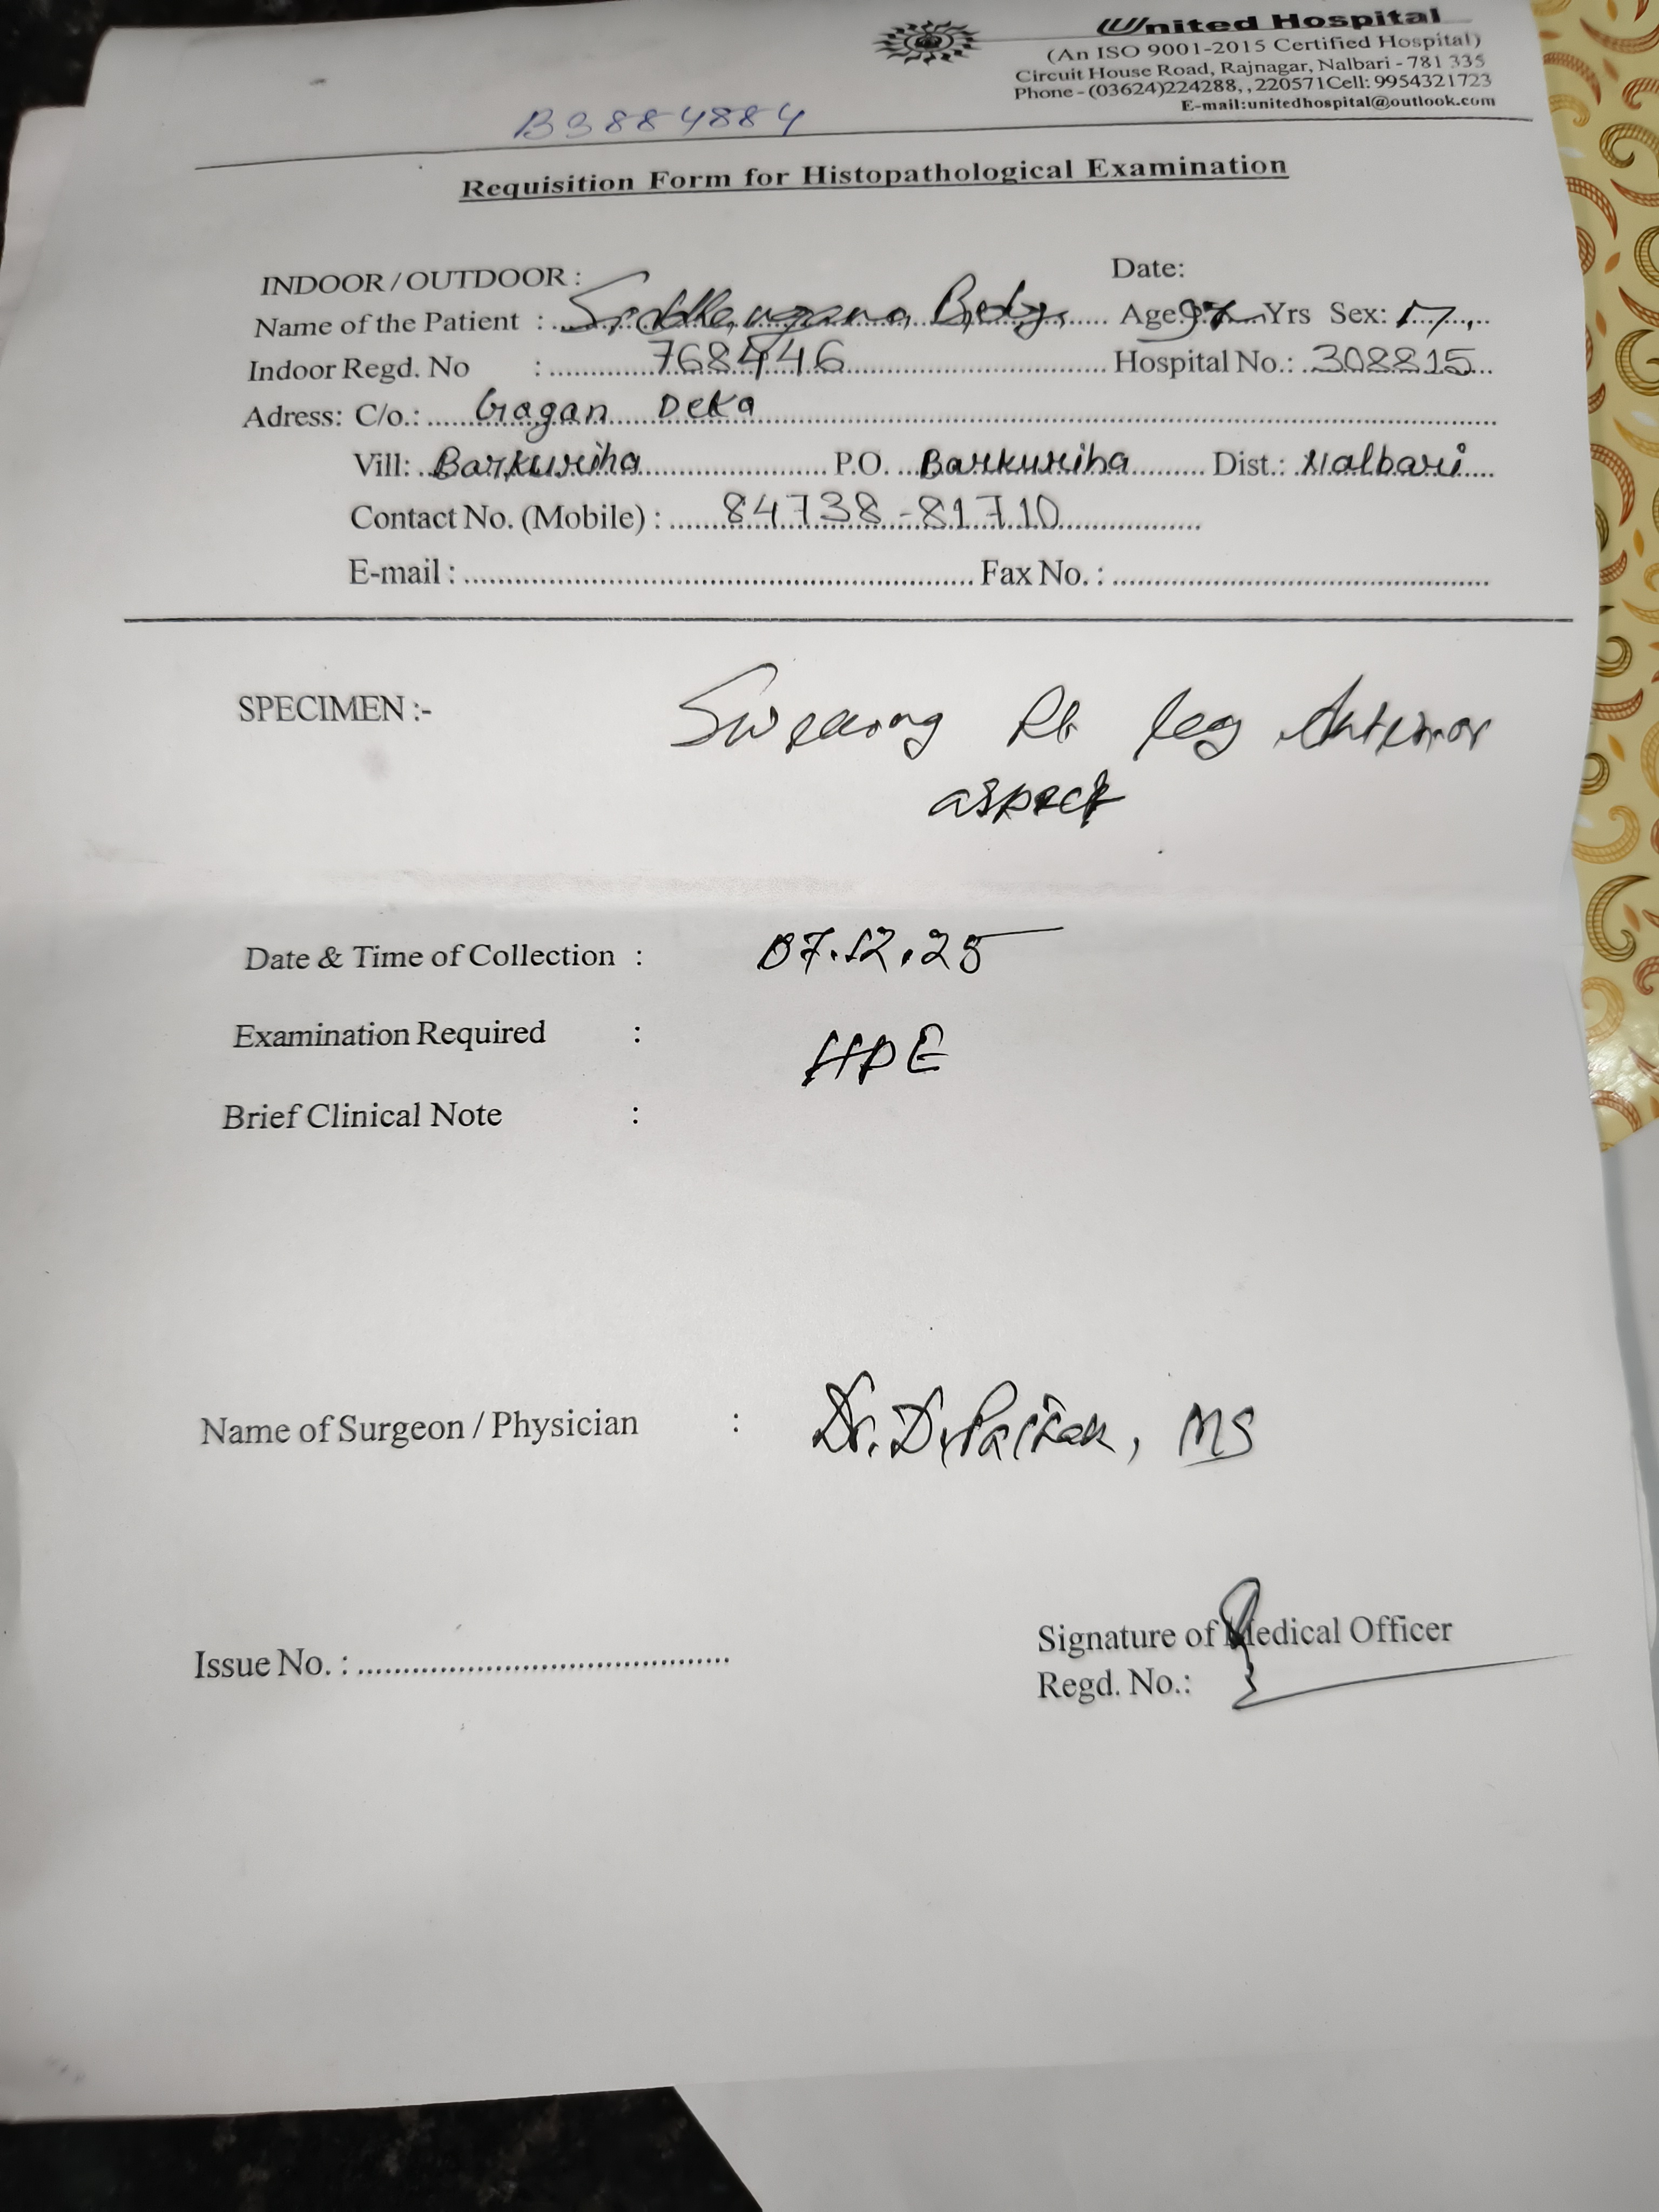 United Hospital
(An ISO 9001-2015 Certified Hospital)
Circuit House Road, Rajnagar, Nalbari - 781 335
Phone - (03624)224288, , 220571Cell: 9954321723
E-mail:unitedhospital@outlook.com
B3884884
Requisition Form for Histopathological Examination
INDOOR / OUTDOOR : Date:
Name of the Patient : Age Yrs Sex:
Indoor Regd. No : 768446 Hospital No.: 308815
Adress: C/o.: Gagan Deka
Vill: Barkuriha P.O. Barkuriha Dist.: Nalbari
Contact No. (Mobile) : 84738-81710
E-mail : Fax No. :
SPECIMEN :- Swelling Rt leg Anterior
aspect
Date & Time of Collection : 07.12.25
Examination Required : HPE
Brief Clinical Note :
Name of Surgeon / Physician : Dr. D. Pathak, MS
Signature of Medical Officer
Issue No. :
Regd. No.: